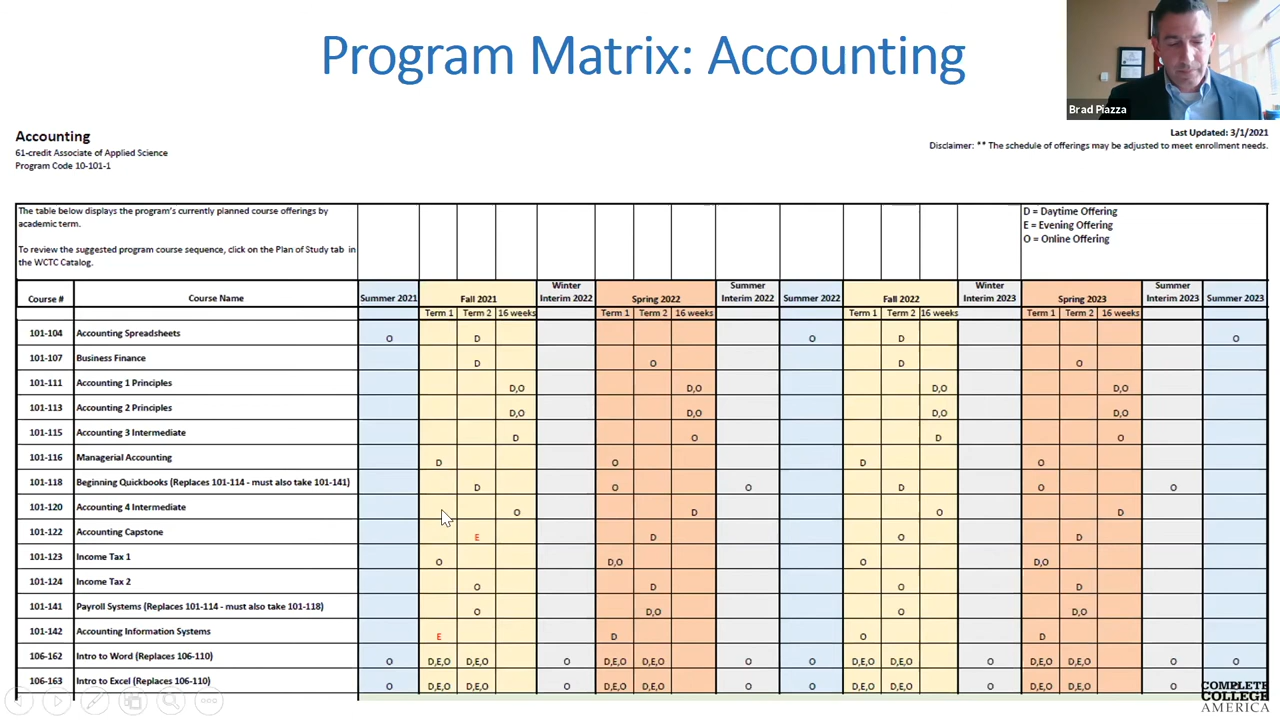 Program Matrix: Accounting
Brad Piazza
Accounting
61-credit Associate of Applied Science
Program Code 10-101-1
Last Updated: 3/1/2021
Disclaimer: ** The schedule of offerings may be adjusted to meet enrollment needs.
The table below displays the program's currently planned course offerings by
academic term.
To review the suggested program course sequence, click on the Plan of Study tab in
the WCTC Catalog.
D = Daytime Offering
E = Evening Offering
O = Online Offering
Course # Course Name Summer 2021 Fall 2021 Winter Interim 2022 Spring 2022 Summer Interim 2022 Summer 2022 Fall 2022 Winter Interim 2023 Spring 2023 Summer Interim 2023 Summer 2023
Term 1 Term 2 16 weeks Term 1 Term 2 16 weeks Term 1 Term 2 16 weeks Term 1 Term 2 16 weeks
101-104 Accounting Spreadsheets O D O D O
101-107 Business Finance D O D O
101-111 Accounting 1 Principles D,O D,O D,O D,O
101-113 Accounting 2 Principles D,O D,O D,O D,O
101-115 Accounting 3 Intermediate D O D O
101-116 Managerial Accounting D O D O
101-118 Beginning Quickbooks (Replaces 101-114 - must also take 101-141) D O O D O O
101-120 Accounting 4 Intermediate O D O D
101-122 Accounting Capstone E D O D
101-123 Income Tax 1 O D,O O D,O
101-124 Income Tax 2 O D O D
101-141 Payroll Systems (Replaces 101-114 - must also take 101-118) O D,O O D,O
101-142 Accounting Information Systems E D O D
106-162 Intro to Word (Replaces 106-110) O D,E,O D,E,O O D,E,O D,E,O O O D,E,O D,E,O O D,E,O D,E,O O O
106-163 Intro to Excel (Replaces 106-110) O D,E,O D,E,O O D,E,O D,E,O O O D,E,O D,E,O O D,E,O D,E,O O
COMPLETE
COLLEGE
AMERICA